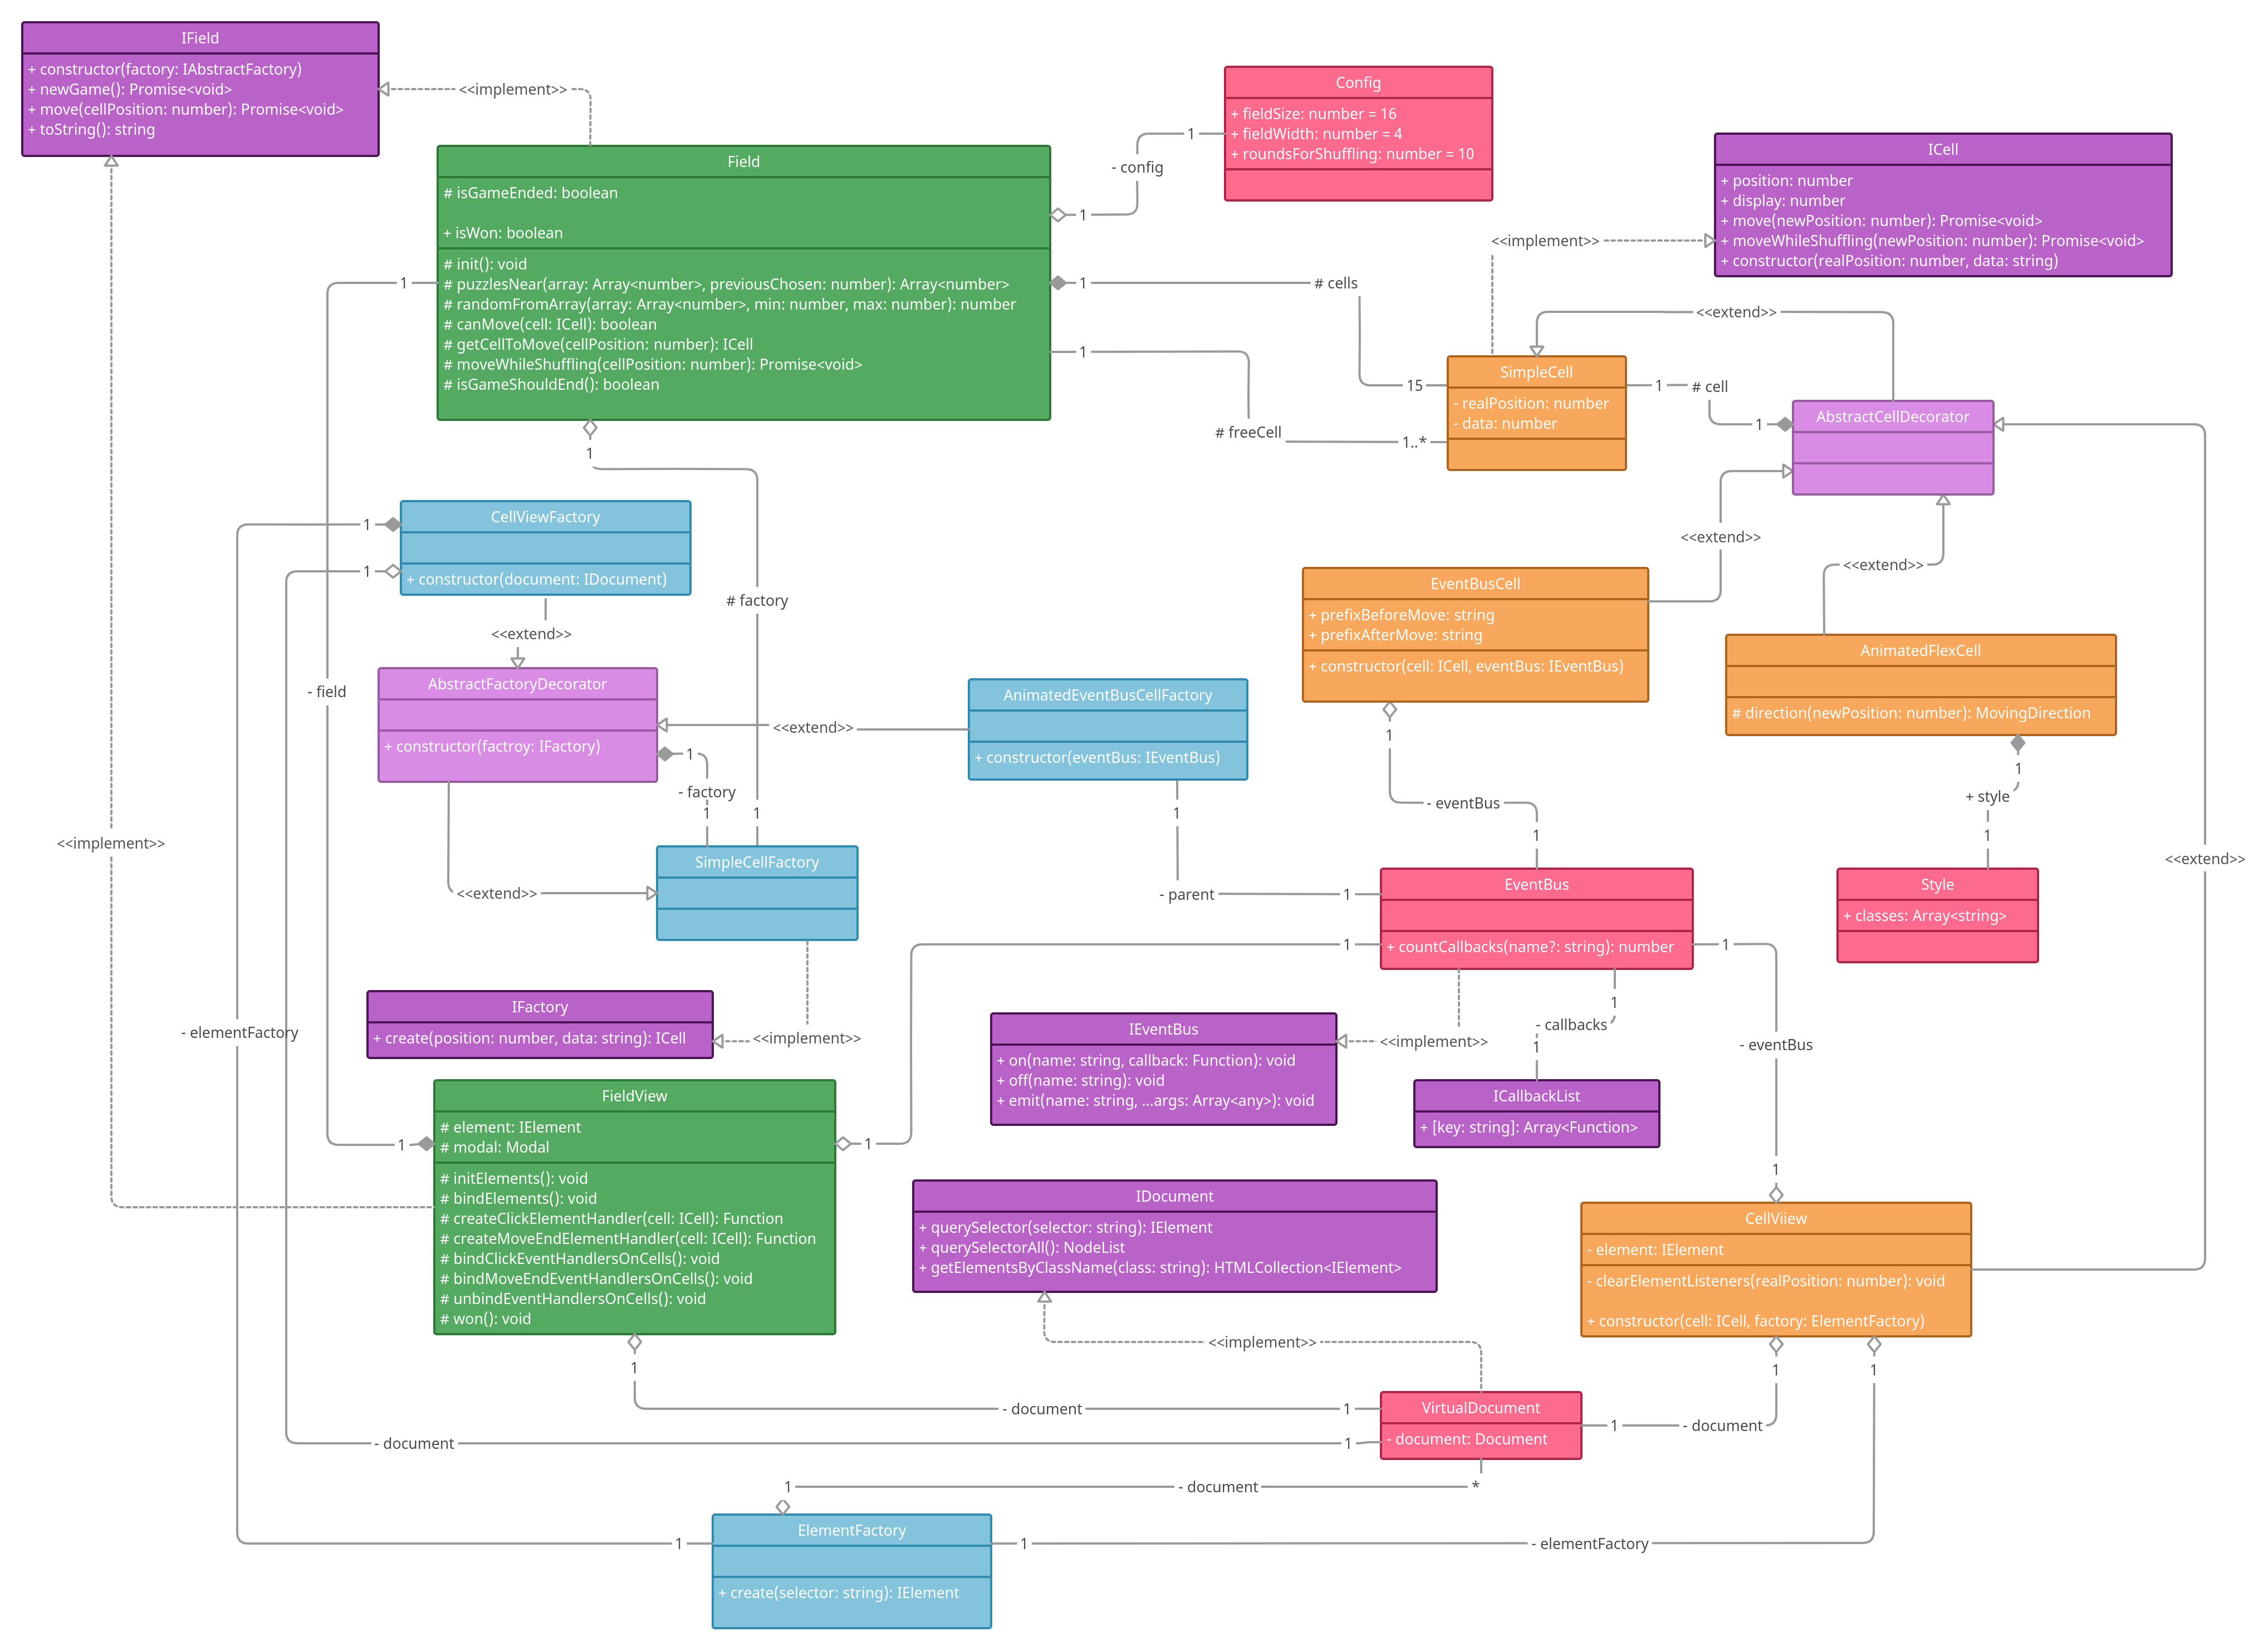 IField
+ constructor(factory: IAbstractFactory)
+ newGame(): Promise<void>
+ move(cellPosition: number): Promise<void>
+ toString(): string
<<implement>>
Field
# isGameEnded: boolean
+ isWon: boolean
# init(): void
# puzzlesNear(array: Array<number>, previousChosen: number): Array<number>
# randomFromArray(array: Array<number>, min: number, max: number): number
# canMove(cell: ICell): boolean
# getCellToMove(cellPosition: number): ICell
# moveWhileShuffling(cellPosition: number): Promise<void>
# isGameShouldEnd(): boolean
1
- config
1
Config
+ fieldSize: number = 16
+ fieldWidth: number = 4
+ roundsForShuffling: number = 10
ICell
+ position: number
+ display: number
+ move(newPosition: number): Promise<void>
+ moveWhileShuffling(newPosition: number): Promise<void>
+ constructor(realPosition: number, data: string)
<<implement>>
<<extend>>
1
1
# cells
15
1
# freeCell
1..*
SimpleCell
- realPosition: number
- data: number
1
# cell
1
AbstractCellDecorator
1
CellViewFactory
+ constructor(document: IDocument)
1
1
<<extend>>
# factory
1
- field
AbstractFactoryDecorator
+ constructor(factroy: IFactory)
1
- factory
1
<<extend>>
AnimatedEventBusCellFactory
+ constructor(eventBus: IEventBus)
1
- parent
1
<<extend>>
EventBusCell
+ prefixBeforeMove: string
+ prefixAfterMove: string
+ constructor(cell: ICell, eventBus: IEventBus)
<<extend>>
AnimatedFlexCell
# direction(newPosition: number): MovingDirection
1
- eventBus
1
1
+ style
1
<<implement>>
<<extend>>
SimpleCellFactory
<<extend>>
EventBus
+ countCallbacks(name?: string): number
Style
+ classes: Array<string>
1
1
IFactory
+ create(position: number, data: string): ICell
<<implement>>
IEventBus
+ on(name: string, callback: Function): void
+ off(name: string): void
+ emit(name: string, ...args: Array<any>): void
<<implement>>
1
- callbacks
1
ICallbackList
+ [key: string]: Array<Function>
- eventBus
1
- elementFactory
FieldView
# element: IElement
# modal: Modal
# initElements(): void
# bindElements(): void
# createClickElementHandler(cell: ICell): Function
# createMoveEndElementHandler(cell: ICell): Function
# bindClickEventHandlersOnCells(): void
# bindMoveEndEventHandlersOnCells(): void
# unbindEventHandlersOnCells(): void
# won(): void
1
1
IDocument
+ querySelector(selector: string): IElement
+ querySelectorAll(): NodeList
+ getElementsByClassName(class: string): HTMLCollection<IElement>
CellViiew
- element: IElement
- clearElementListeners(realPosition: number): void
+ constructor(cell: ICell, factory: ElementFactory)
<<implement>>
1
- document
1
VirtualDocument
- document: Document
1
- document
1
1
- document
1
1
- document
*
ElementFactory
+ create(selector: string): IElement
1
1
- elementFactory